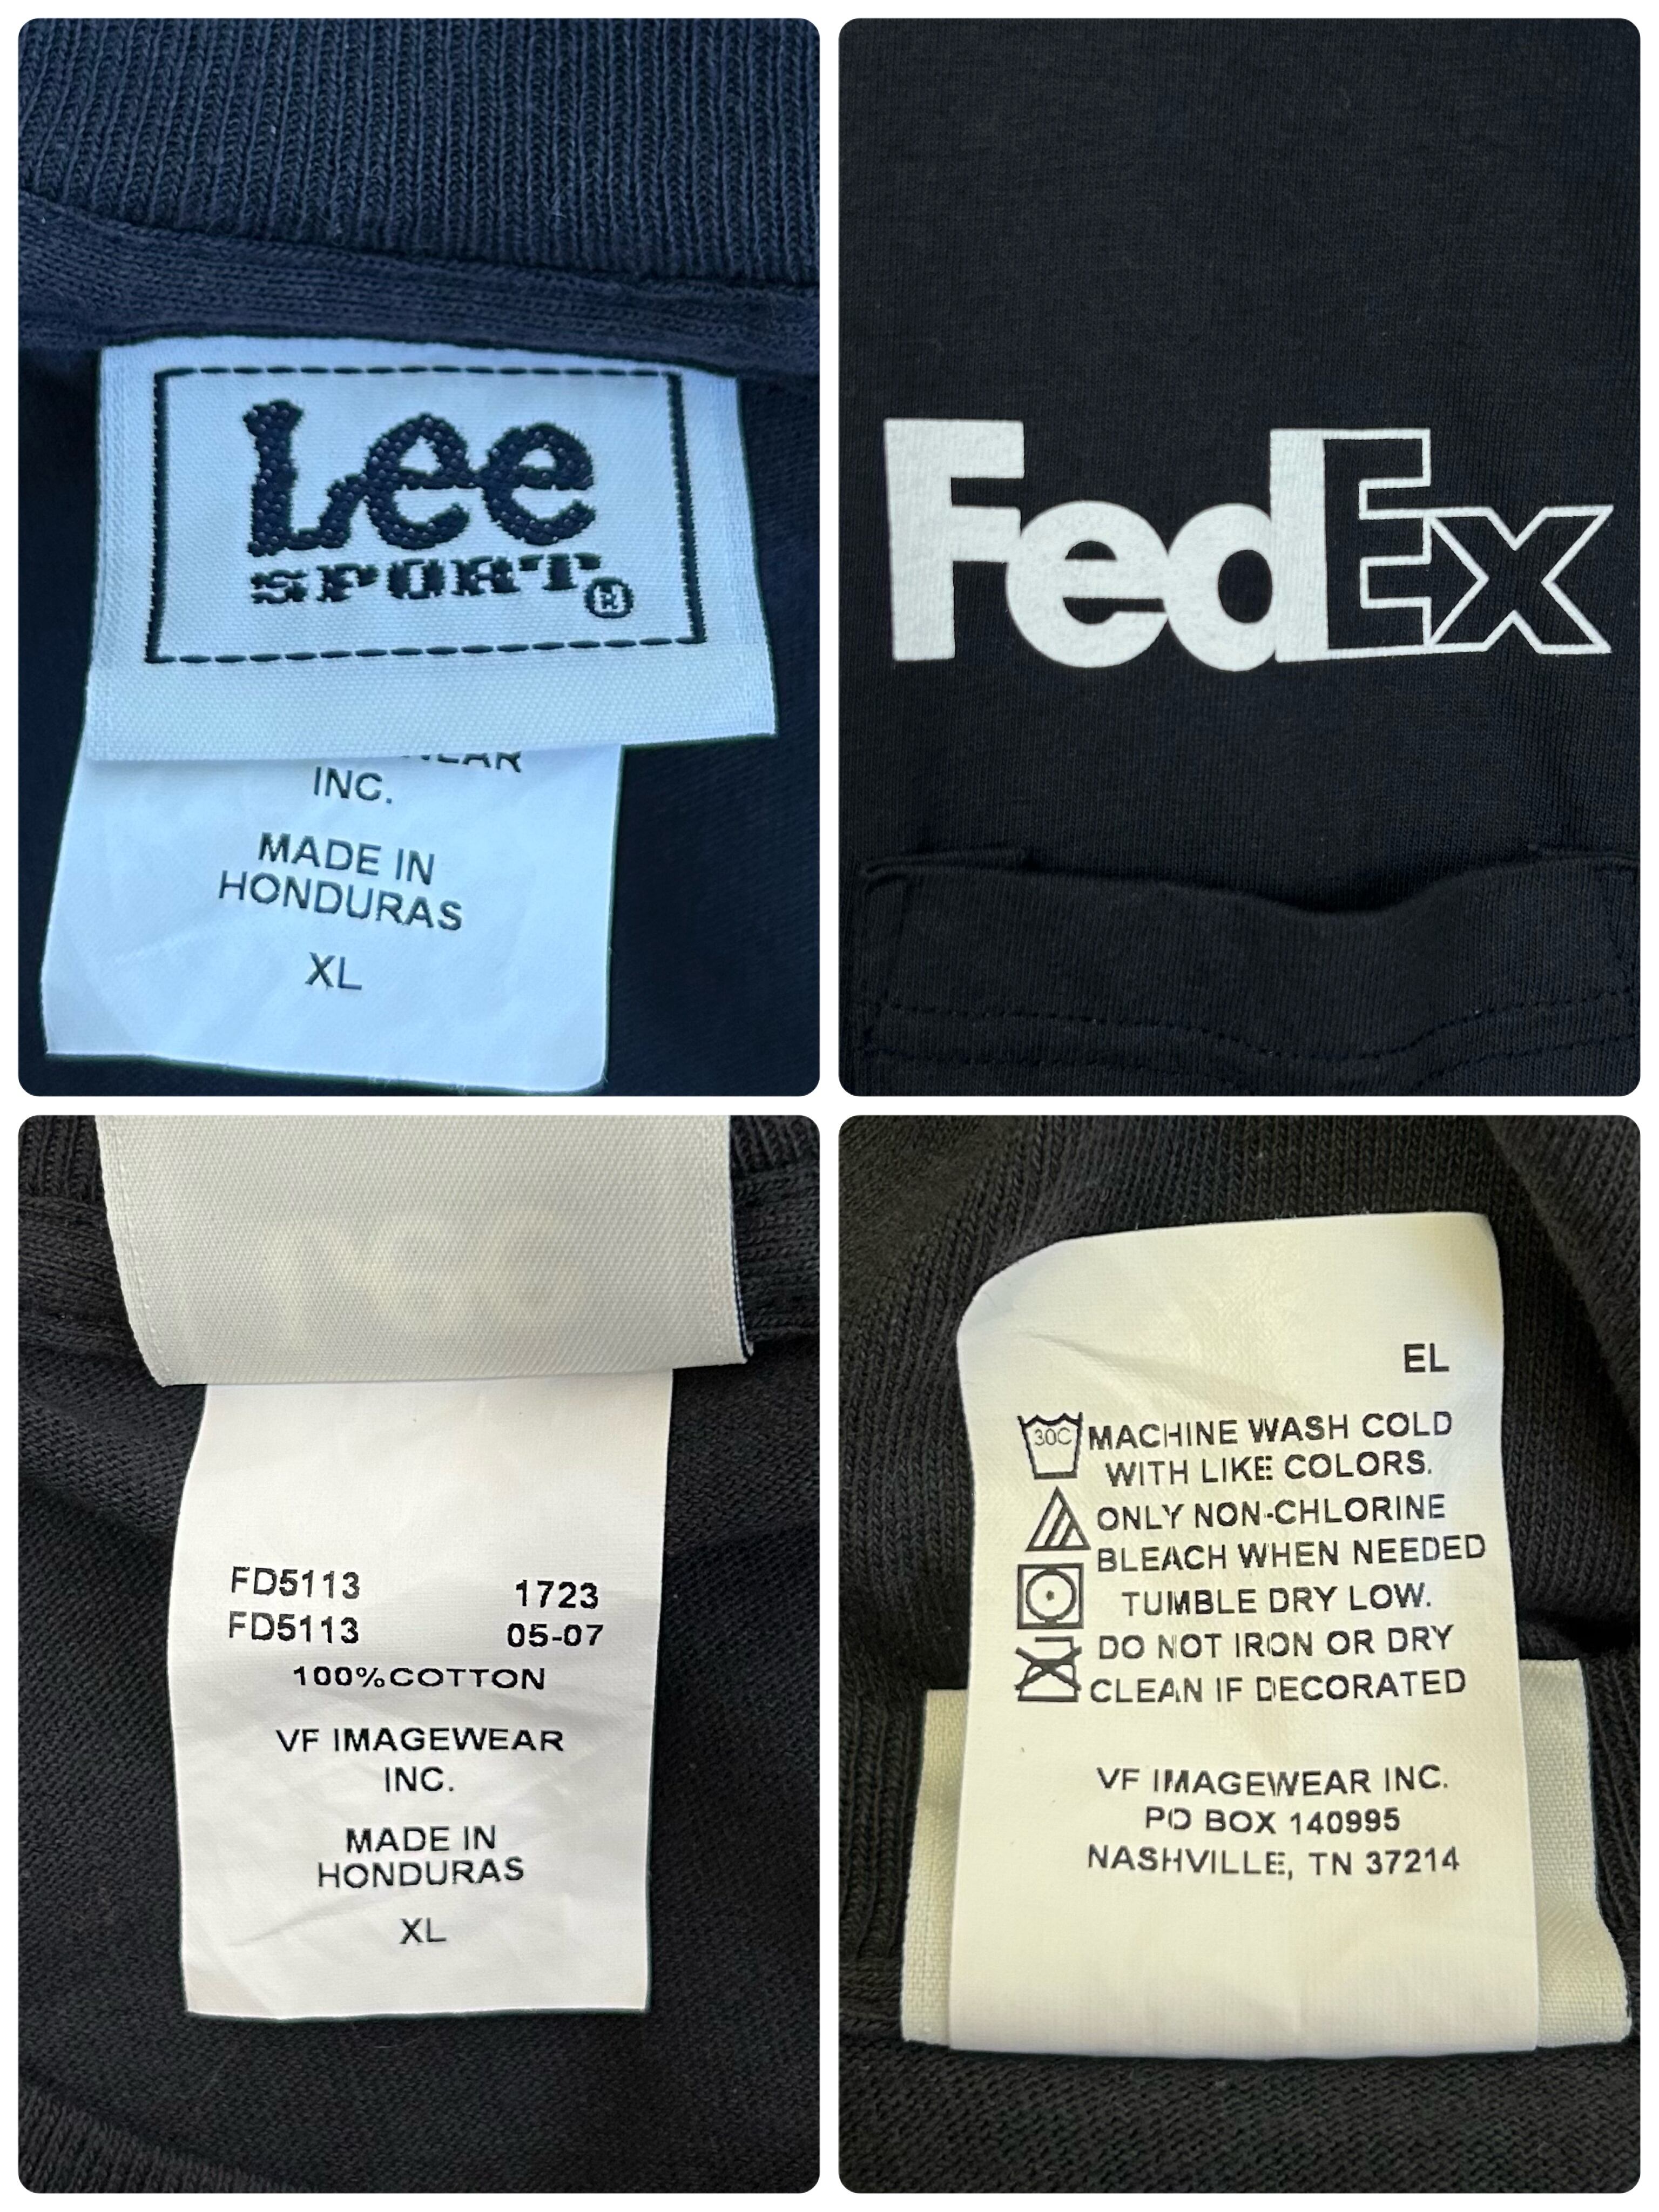 Lee
SPORT®
INC.
MADE IN
HONDURAS
XL
FedEx
FD5113 1723
FD5113 05-07
100%COTTON
VF IMAGEWEAR
INC.
MADE IN
HONDURAS
XL
EL
30C MACHINE WASH COLD
WITH LIKE COLORS.
ONLY NON-CHLORINE
BLEACH WHEN NEEDED
TUMBLE DRY LOW.
DO NOT IRON OR DRY
CLEAN IF DECORATED
VF IMAGEWEAR INC.
PO BOX 140995
NASHVILLE, TN 37214